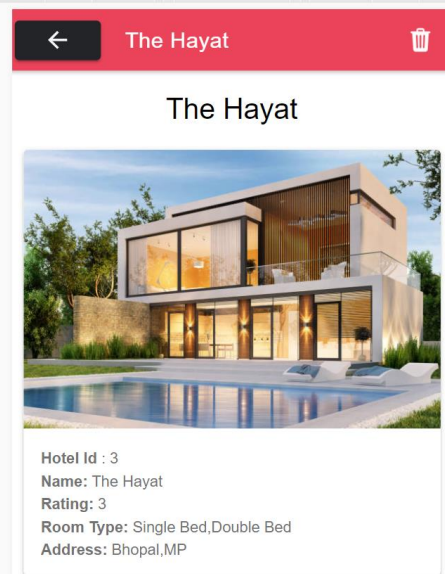 The Hayat
The Hayat
Hotel Id : 3
Name: The Hayat
Rating: 3
Room Type: Single Bed,Double Bed
Address: Bhopal,MP